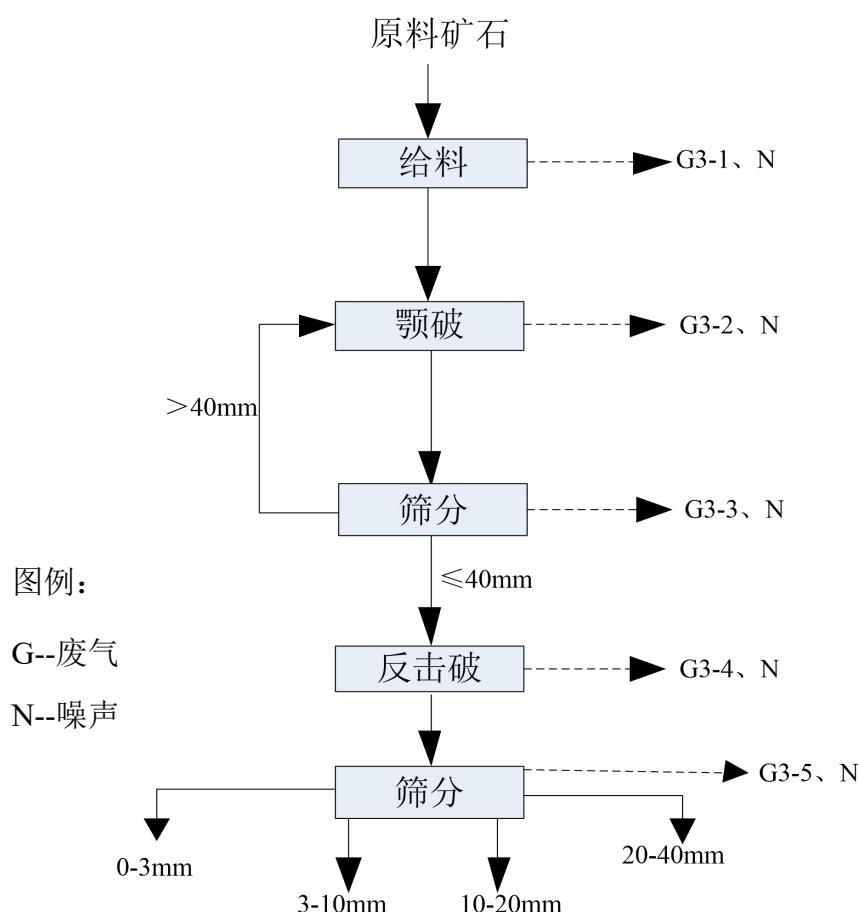 原料矿石
给料
G3-1、N
颚破
G3-2、N
>40mm
筛分
G3-3、N
≤40mm
图例：
G--废气
反击破
G3-4、N
N--噪声
筛分
G3-5、N
0-3mm
3-10mm
10-20mm
20-40mm